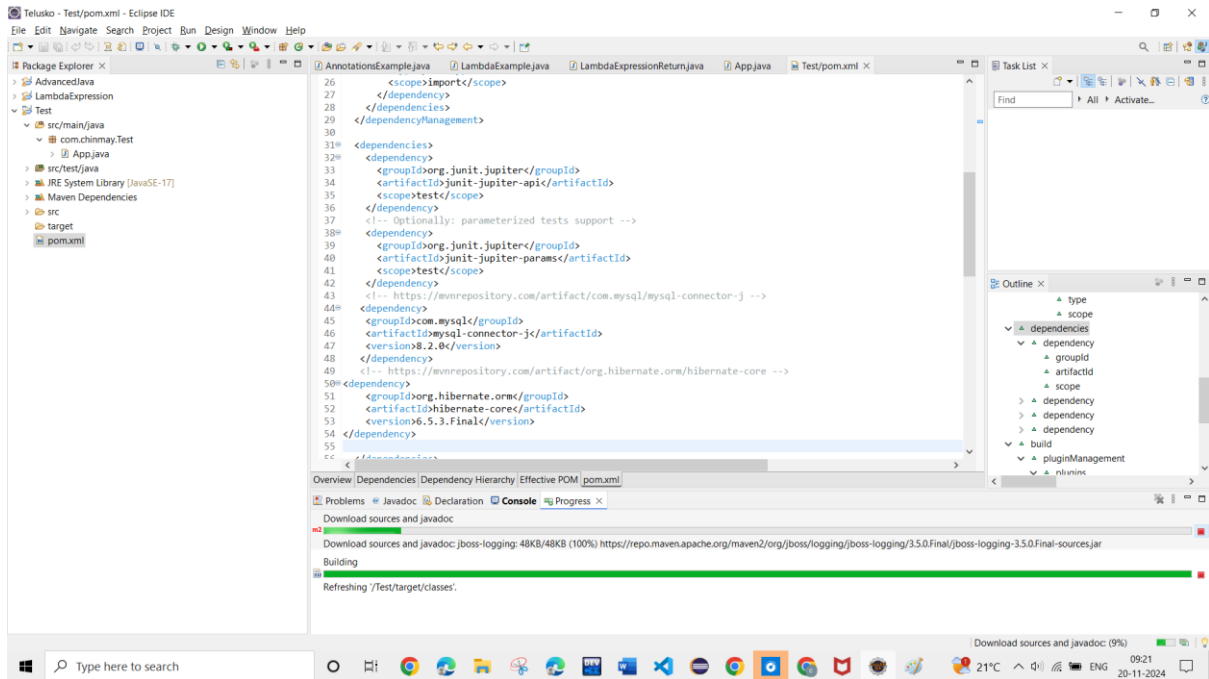 Telusko - Test/pom.xml - Eclipse IDE
File Edit Navigate Search Project Run Design Window Help
Package Explorer
AdvancedJava
LambdaExpression
Test
src/main/java
com.chinmay.Test
App.java
src/test/java
JRE System Library [JavaSE-17]
Maven Dependencies
src
target
pom.xml
AnnotationsExample.java LambdaExample.java LambdaExpressionReturn.java App.java Test/pom.xml
26 <scope>import</scope>
27 </dependency>
28 </dependencies>
29 </dependencyManagement>
30
31 <dependencies>
32 <dependency>
33 <groupId>org.junit.jupiter</groupId>
34 <artifactId>junit-jupiter-api</artifactId>
35 <scope>test</scope>
36 </dependency>
37 <!-- Optionally: parameterized tests support -->
38 <dependency>
39 <groupId>org.junit.jupiter</groupId>
40 <artifactId>junit-jupiter-params</artifactId>
41 <scope>test</scope>
42 </dependency>
43 <!-- https://mvnrepository.com/artifact/com.mysql/mysql-connector-j -->
44 <dependency>
45 <groupId>com.mysql</groupId>
46 <artifactId>mysql-connector-j</artifactId>
47 <version>8.2.0</version>
48 </dependency>
49 <!-- https://mvnrepository.com/artifact/org.hibernate.orm/hibernate-core -->
50 <dependency>
51 <groupId>org.hibernate.orm</groupId>
52 <artifactId>hibernate-core</artifactId>
53 <version>6.5.3.Final</version>
54 </dependency>
55
56 </dependencies>
Overview Dependencies Dependency Hierarchy Effective POM pom.xml
Task List
Find All Activate...
Outline
type
scope
dependencies
dependency
groupId
artifactId
scope
dependency
dependency
dependency
build
pluginManagement
plugins
Problems Javadoc Declaration Console Progress
Download sources and javadoc
m2
Download sources and javadoc: jboss-logging: 48KB/48KB (100%) https://repo.maven.apache.org/maven2/org/jboss/logging/jboss-logging/3.5.0.Final/jboss-logging-3.5.0.Final-sources.jar
Building
Refreshing '/Test/target/classes'.
Download sources and javadoc: (9%)
Type here to search
21°C ENG
09:21
20-11-2024